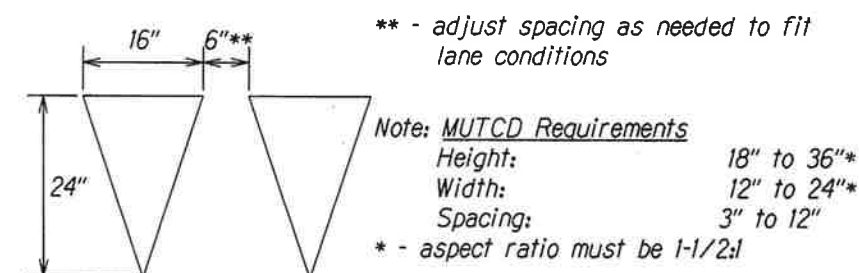 ** - adjust spacing as needed to fit
lane conditions
16" 6"**
24"
Note: MUTCD Requirements
Height: 18" to 36"*
Width: 12" to 24"*
Spacing: 3" to 12"
* - aspect ratio must be 1-1/2:1